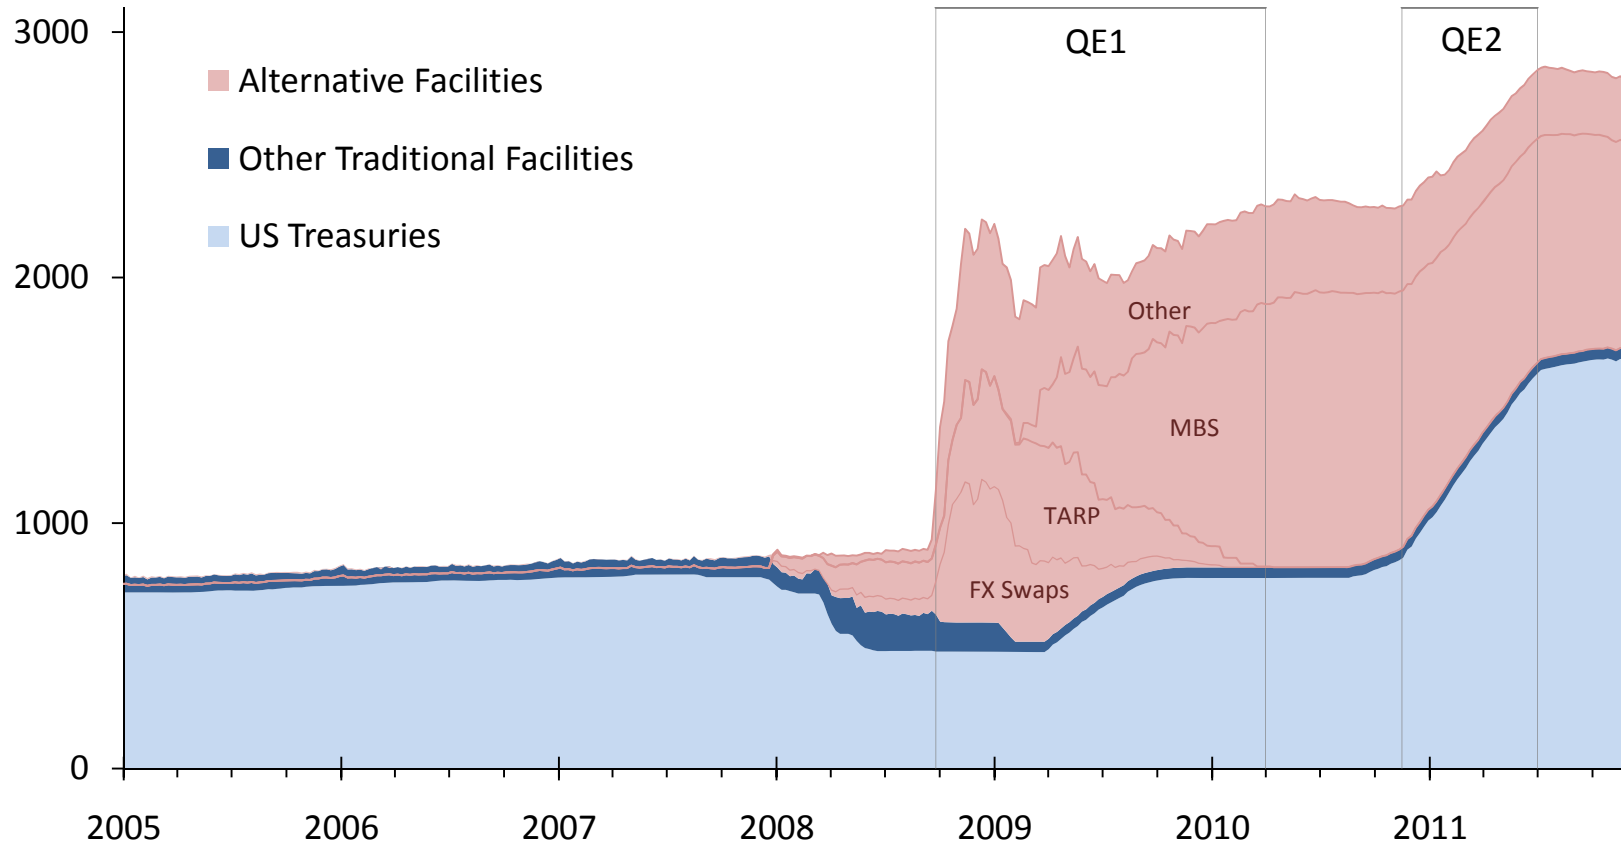 3000
QE1
QE2
Alternative Facilities
Other Traditional Facilities
US Treasuries
2000
Other
MBS
1000
TARP
FX Swaps
0
2005
2006
2007
2008
2009
2010
2011